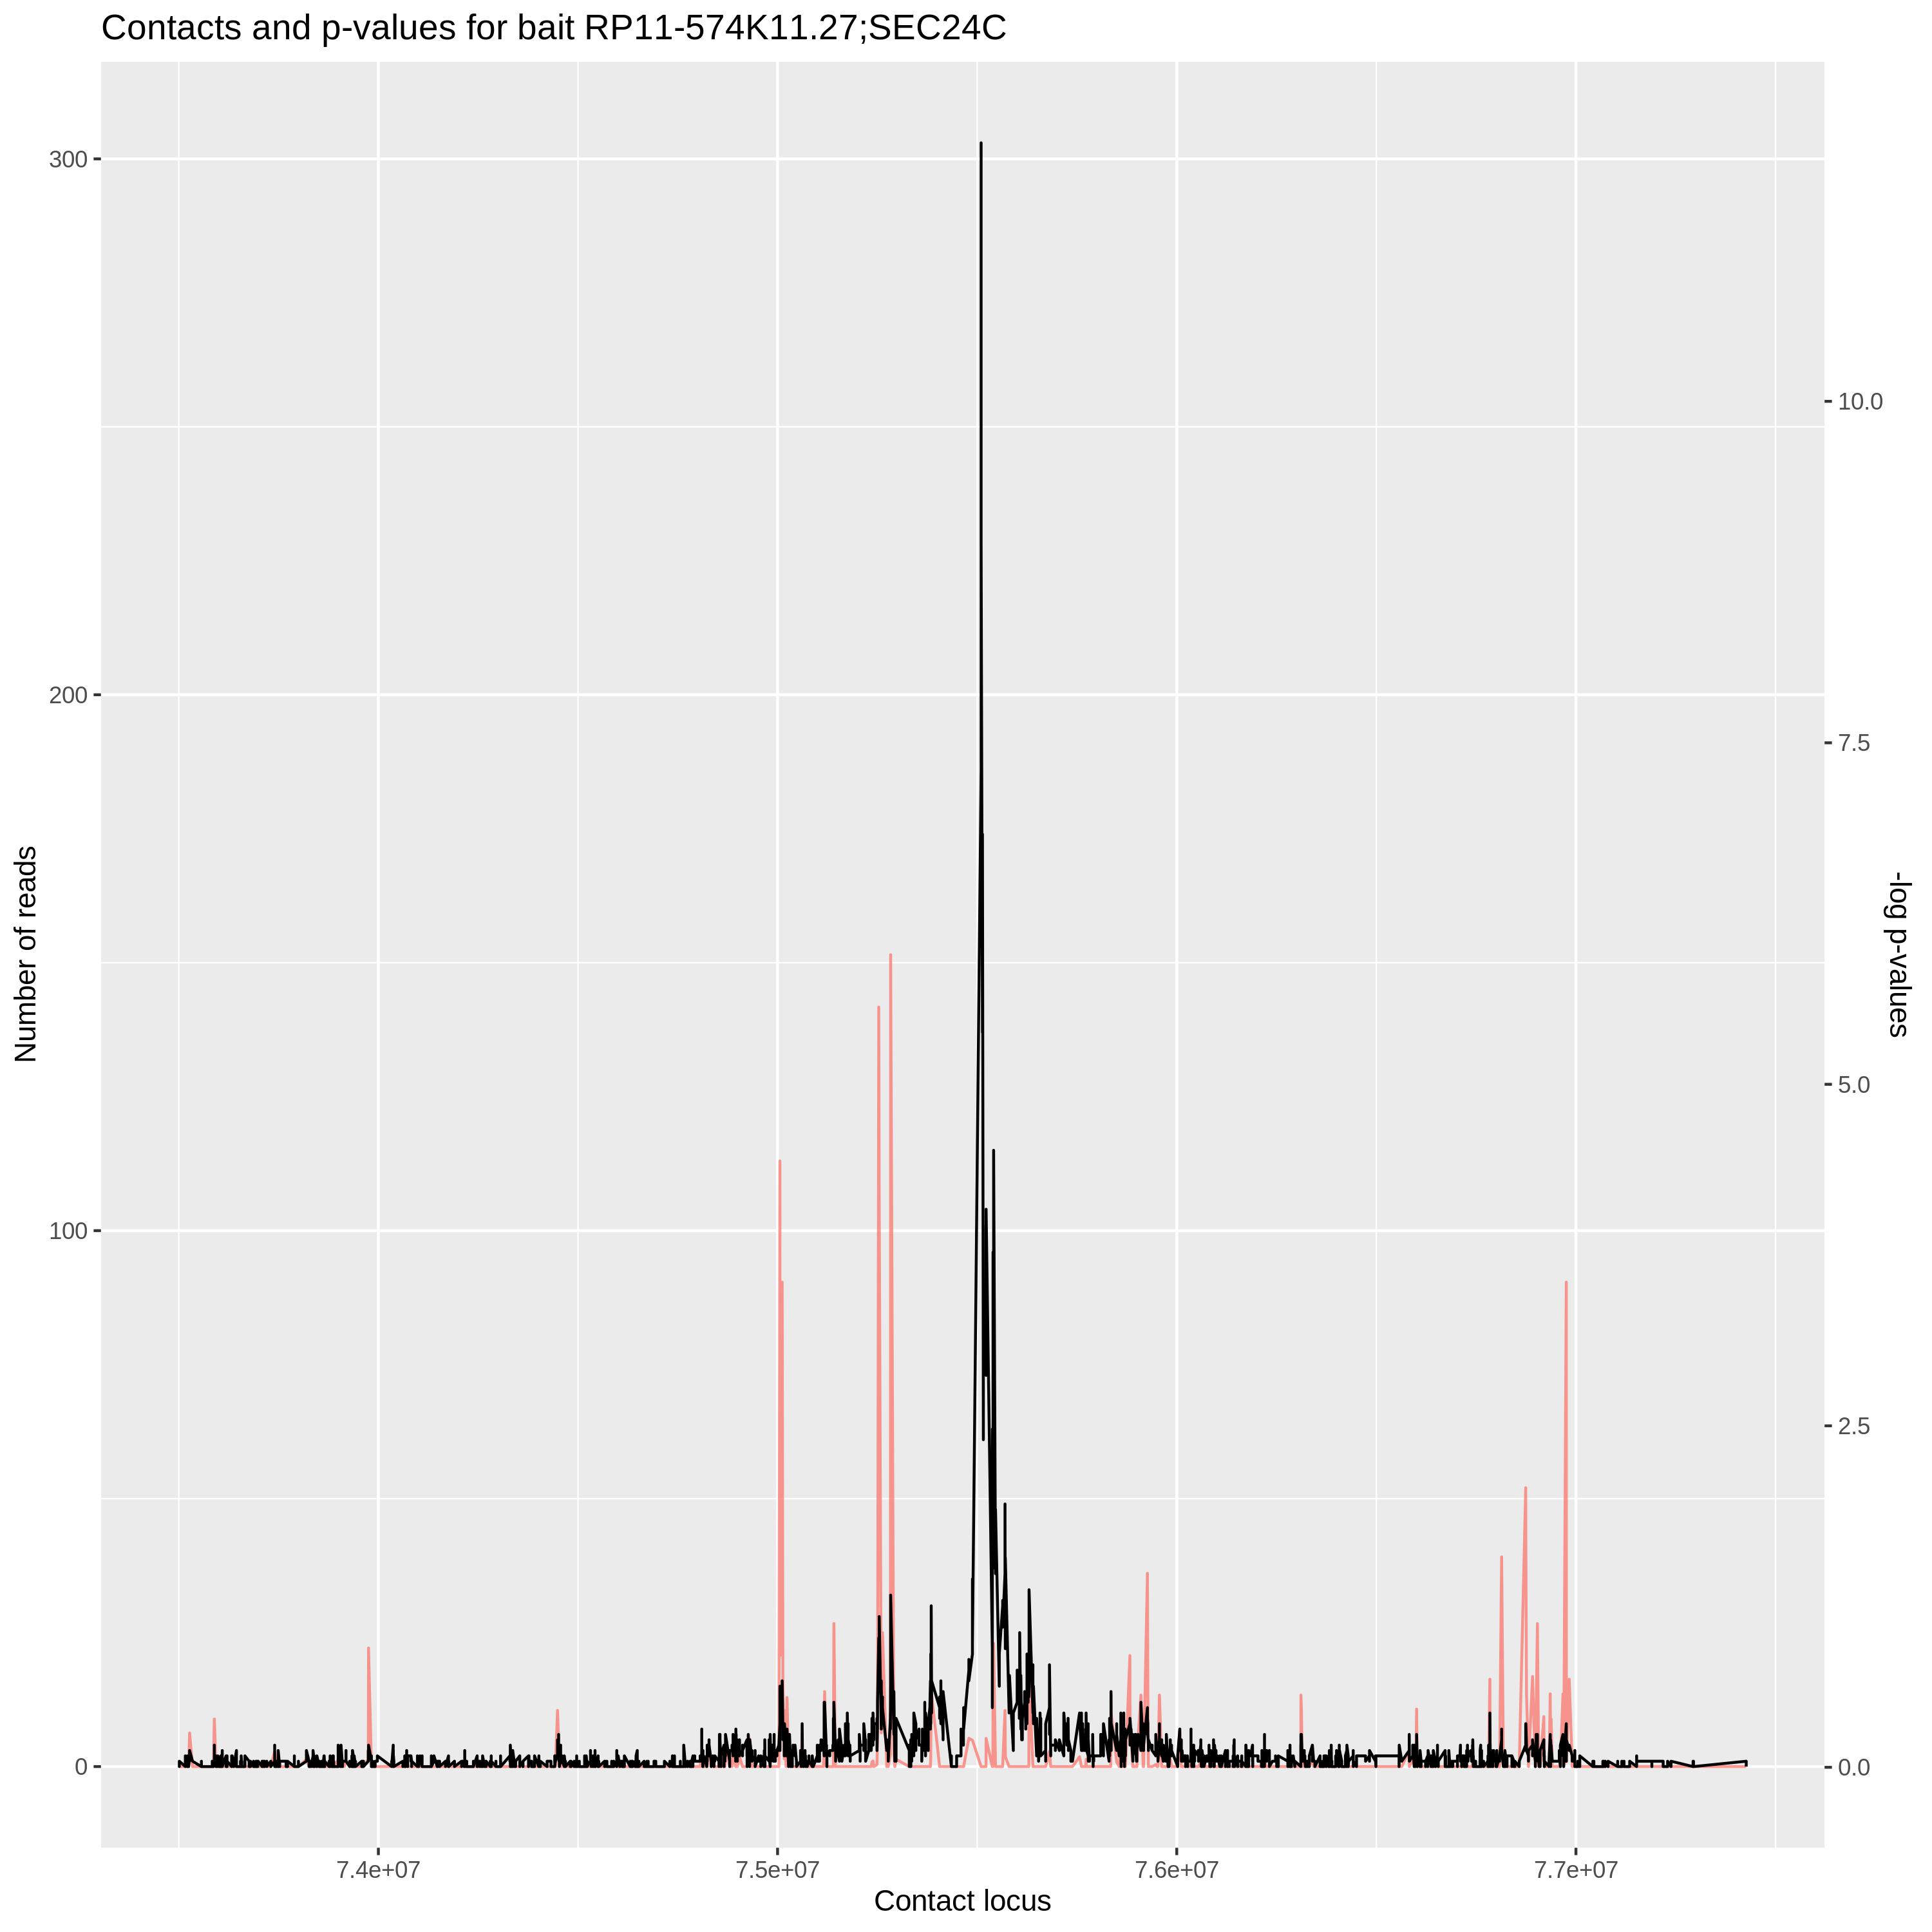 Contacts and p-values for bait RP11-574K11.27;SEC24C
300
200
100
0
Number of reads
10.0
7.5
5.0
2.5
0.0
-log p-values
7.4e+07 7.5e+07 7.6e+07 7.7e+07
Contact locus